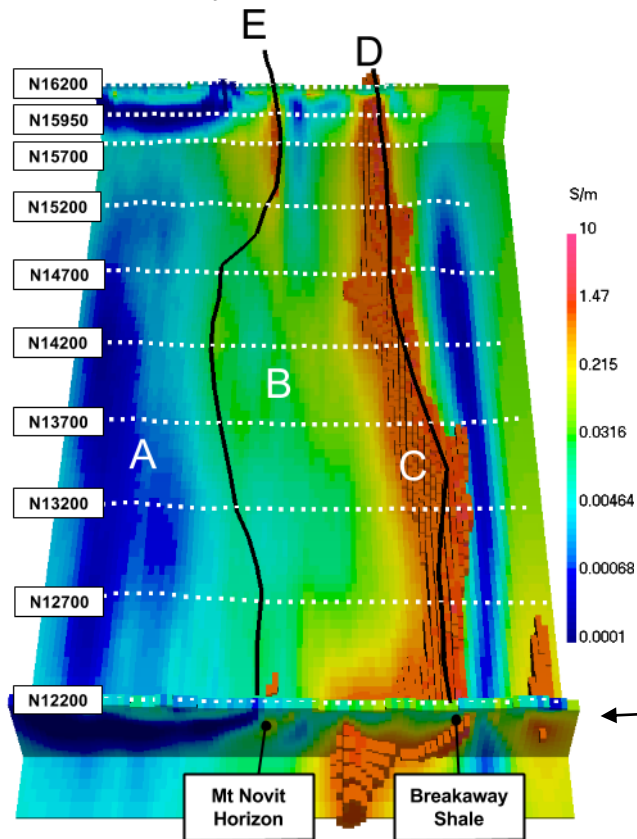 E
D
N16200
N15950
N15700
N15200
N14700
N14200
N13700
N13200
N12700
N12200
A
B
C
S/m
10
1.47
0.215
0.0316
0.00464
0.00068
0.0001
Mt Novit
Horizon
Breakaway
Shale